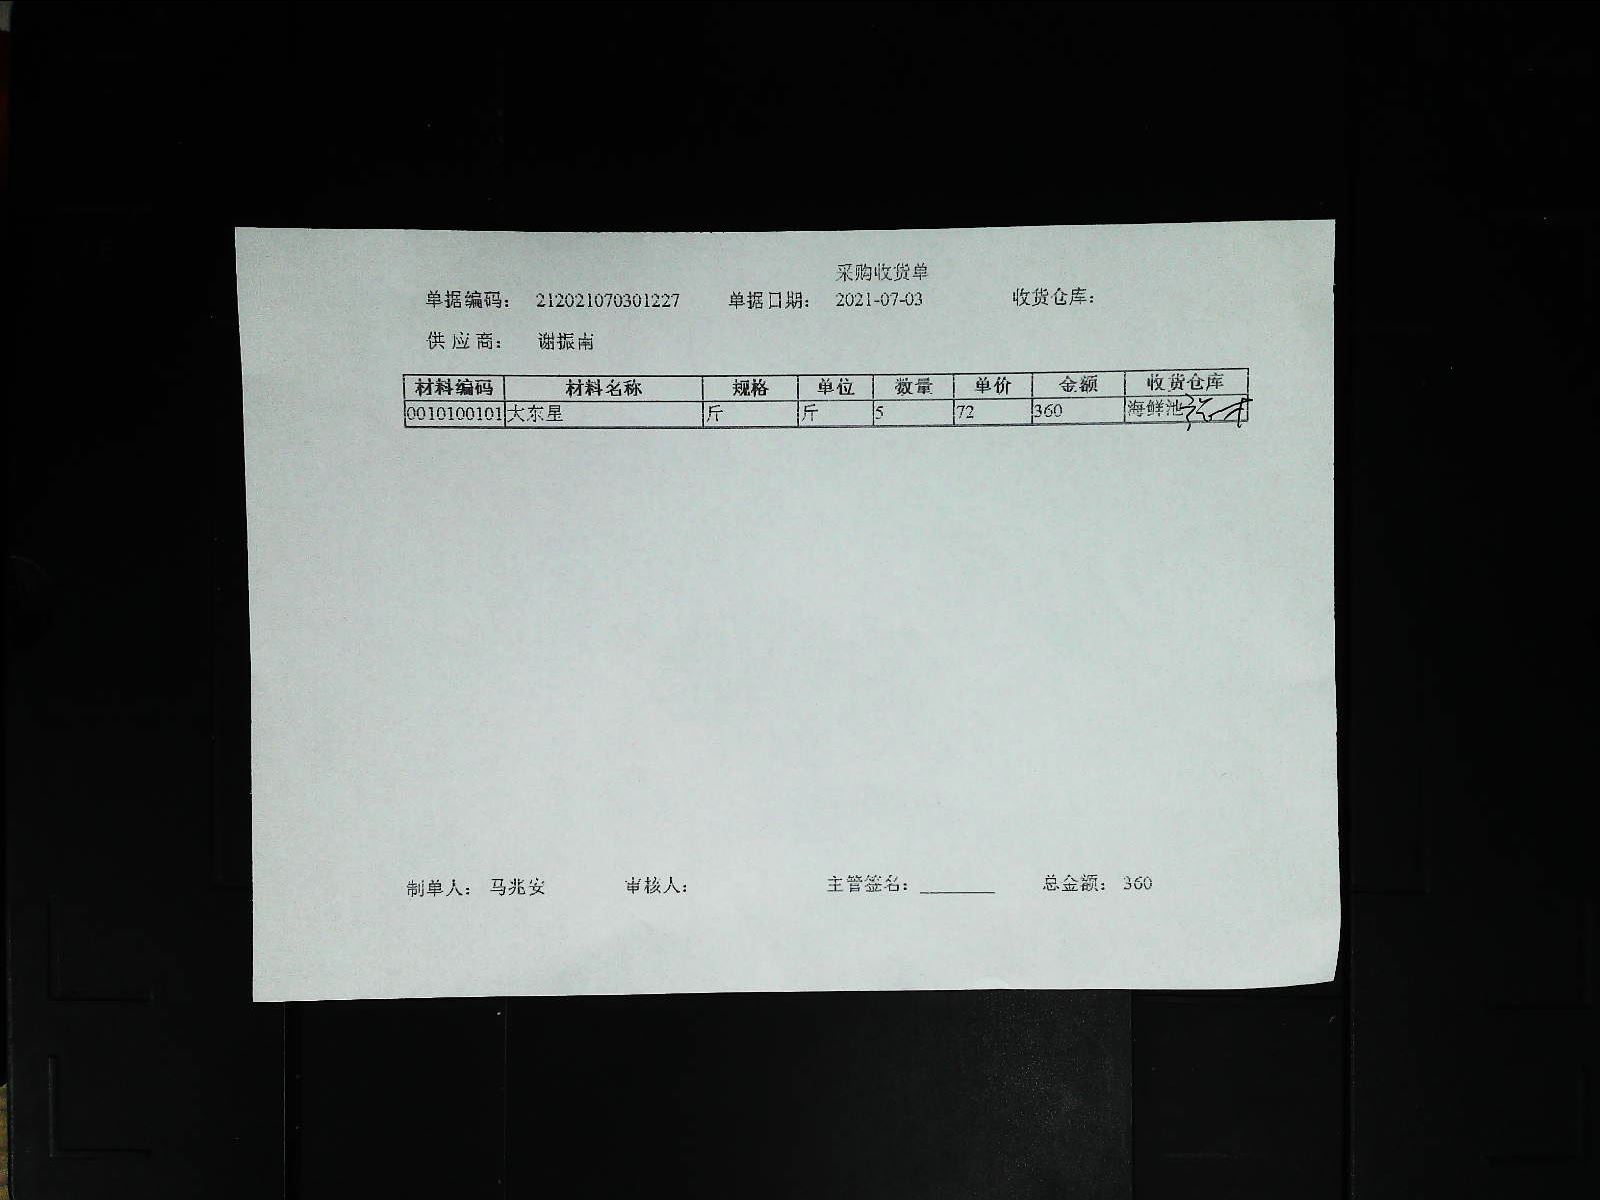 采购收货单
单据编码： 212021070301227 单据日期： 2021-07-03 收货仓库：
供 应 商： 谢振南
材料编码 材料名称 规格 单位 数量 单价 金额 收货仓库
0010100101 大东星 斤 斤 5 72 360 海鲜池
制单人： 马兆安 审核人： 主管签名：________ 总金额： 360